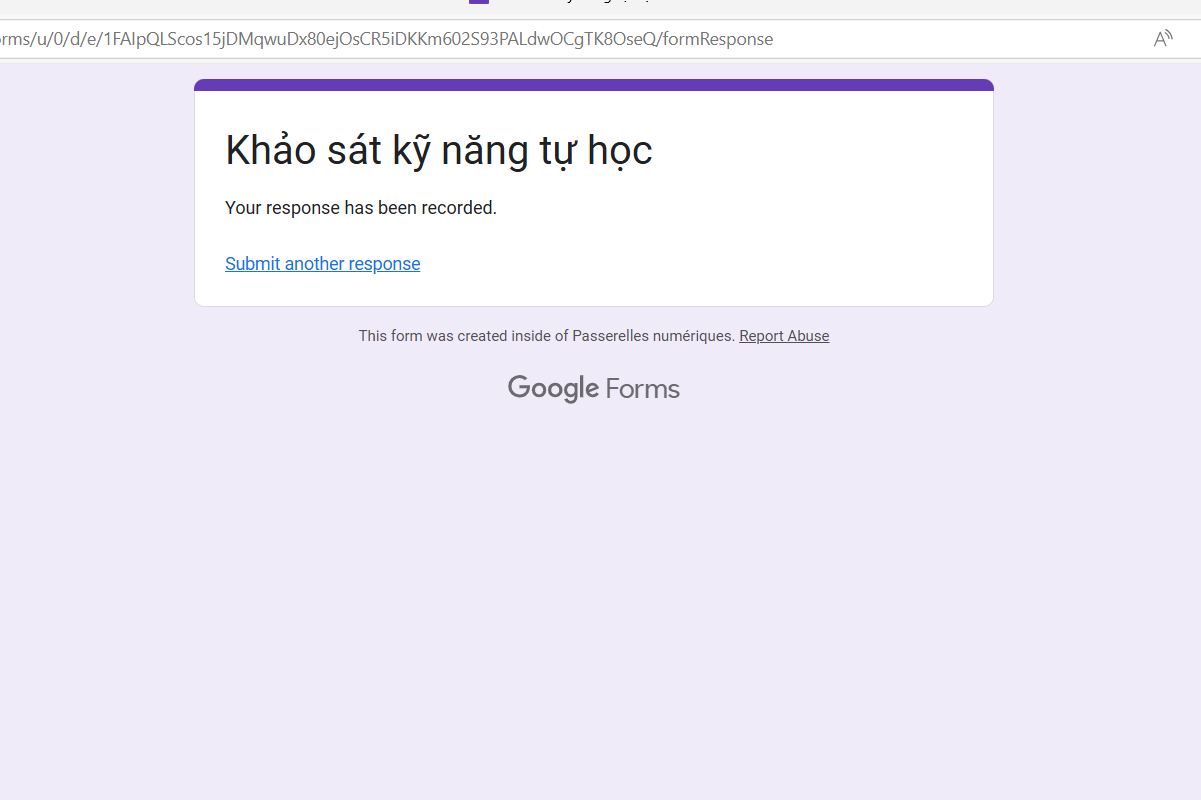 orms/u/0/d/e/1FAIpQLScos15jDMqwuDx80ejOsCR5iDKKm602S93PALdwOCgTK8OseQ/formResponse
Khảo sát kỹ năng tự học
Your response has been recorded.
Submit another response
This form was created inside of Passerelles numériques. Report Abuse
Google Forms